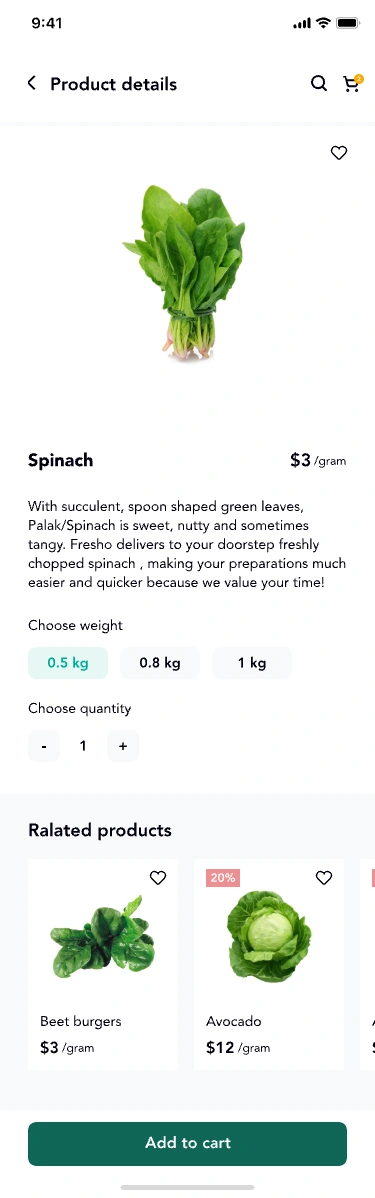 9:41
Product details
Spinach
$3 /gram
With succulent, spoon shaped green leaves,
Palak/Spinach is sweet, nutty and sometimes
tangy. Fresho delivers to your doorstep freshly
chopped spinach , making your preparations much
easier and quicker because we value your time!
Choose weight
0.5 kg 0.8 kg 1 kg
Choose quantity
- 1 +
Ralated products
20%
Beet burgers
$3 /gram
Avocado
$12 /gram
Add to cart